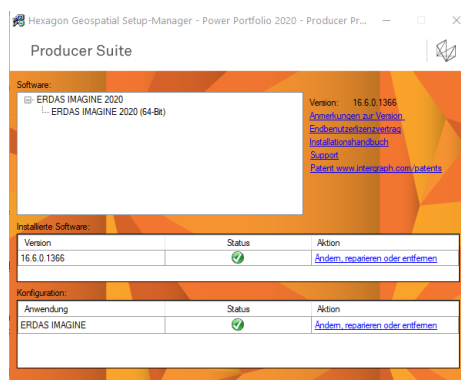 Hexagon Geospatial Setup-Manager - Power Portfolio 2020 - Producer Pr...
Producer Suite
Software:
ERDAS IMAGINE 2020
ERDAS IMAGINE 2020 (64-Bit)
Version: 16.6.0.1366
Anmerkungen zur Version
Endbenutzerlizenzvertrag
Installationshandbuch
Support
Patent www.intergraph.com/patents
Installierte Software:
Version Status Aktion
16.6.0.1366 Ändern, reparieren oder entfernen
Konfiguration:
Anwendung Status Aktion
ERDAS IMAGINE Ändern, reparieren oder entfernen